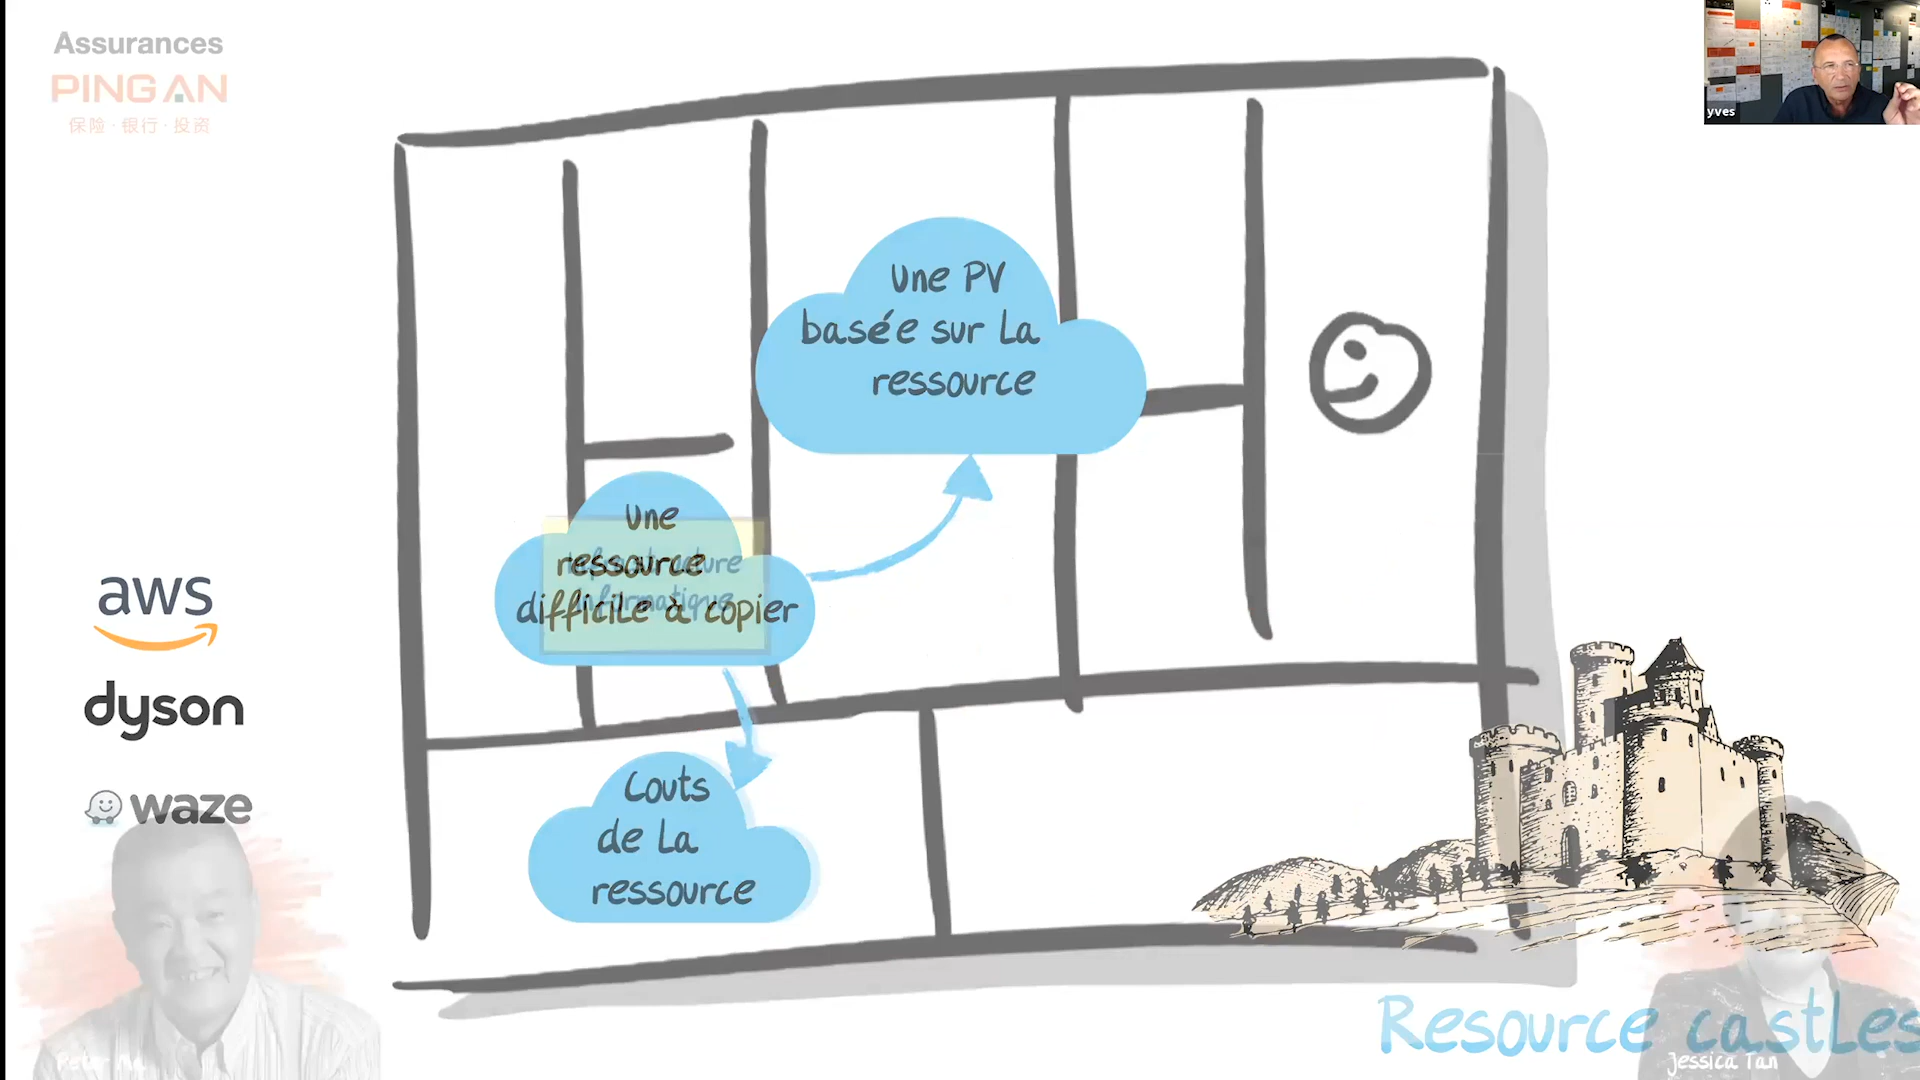 Assurances
PING AN
保险·银行·投资
yves
Une PV
basée sur La
ressource
Une
ressource
difficile à copier
informatique
aws
dyson
waze
Couts
de La
ressource
Resource castles
Jessica Tan